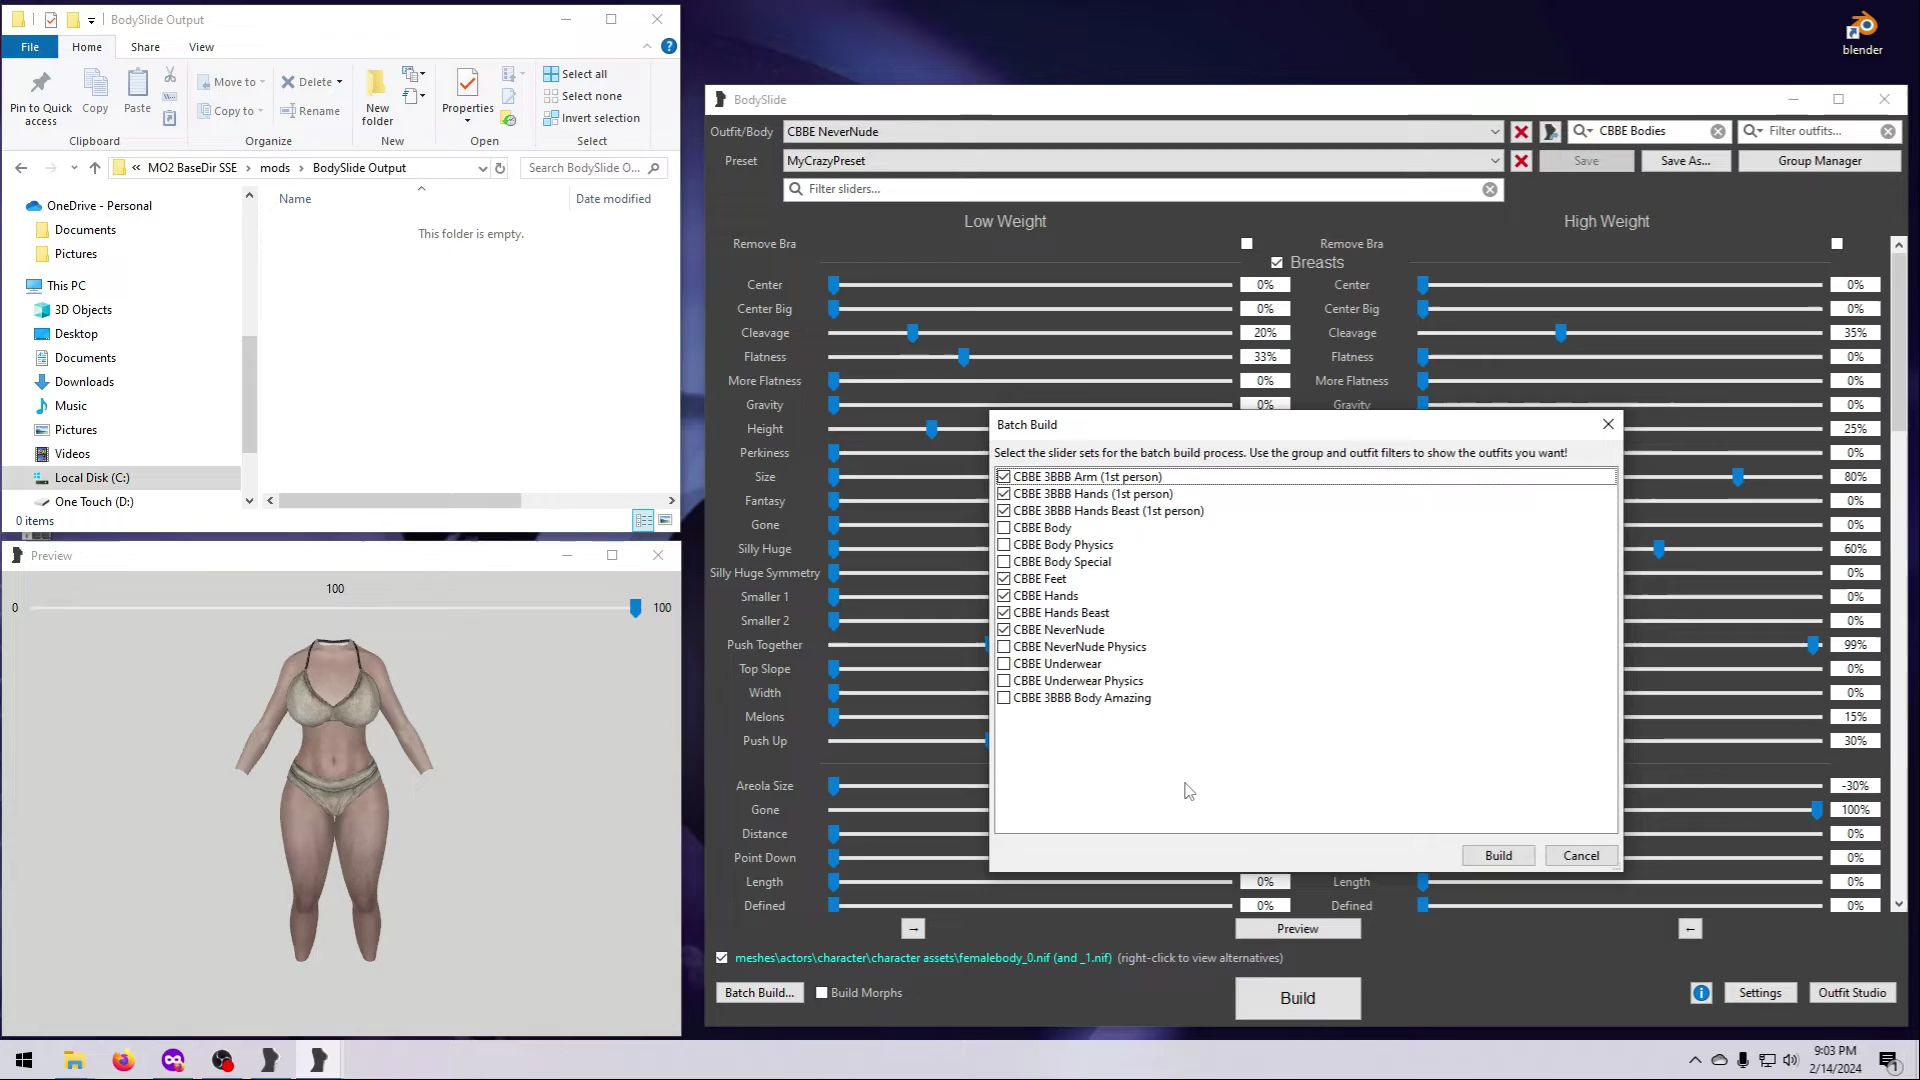 BodySlide Output
File Home Share View
Pin to Quick access
Copy
Paste
Clipboard
Move to
Copy to
Delete
Rename
Organize
New folder
New
Properties
Open
Select all
Select none
Invert selection
Select
« MO2 BaseDir SSE > mods > BodySlide Output
Search BodySlide O...
OneDrive - Personal
Documents
Pictures
This PC
3D Objects
Desktop
Documents
Downloads
Music
Pictures
Videos
Local Disk (C:)
One Touch (D:)
Name Date modified
This folder is empty.
0 items
Preview
100
0 100
blender
BodySlide
Outfit/Body CBBE NeverNude CBBE Bodies Filter outfits...
Preset MyCrazyPreset Save Save As... Group Manager
Filter sliders...
Low Weight High Weight
Remove Bra Remove Bra
Breasts
Center 0% Center 0%
Center Big 0% Center Big 0%
Cleavage 20% Cleavage 35%
Flatness 33% Flatness 0%
More Flatness 0% More Flatness 0%
Gravity 0% Gravity 0%
Height 25%
Perkiness 0%
Size 80%
Fantasy 0%
Gone 0%
Silly Huge 60%
Silly Huge Symmetry 0%
Smaller 1 0%
Smaller 2 0%
Push Together 99%
Top Slope 0%
Width 0%
Melons 15%
Push Up 30%
Areola Size -30%
Gone 100%
Distance 0%
Point Down 0%
Length 0% Length 0%
Defined 0% Defined 0%
Batch Build
Select the slider sets for the batch build process. Use the group and outfit filters to show the outfits you want!
CBBE 3BBB Arm (1st person)
CBBE 3BBB Hands (1st person)
CBBE 3BBB Hands Beast (1st person)
CBBE Body
CBBE Body Physics
CBBE Body Special
CBBE Feet
CBBE Hands
CBBE Hands Beast
CBBE NeverNude
CBBE NeverNude Physics
CBBE Underwear
CBBE Underwear Physics
CBBE 3BBB Body Amazing
Build Cancel
→ Preview ←
meshes\actors\character\character assets\femalebody_0.nif (and _1.nif) (right-click to view alternatives)
Batch Build... Build Morphs Build Settings Outfit Studio
9:03 PM
2/14/2024
1